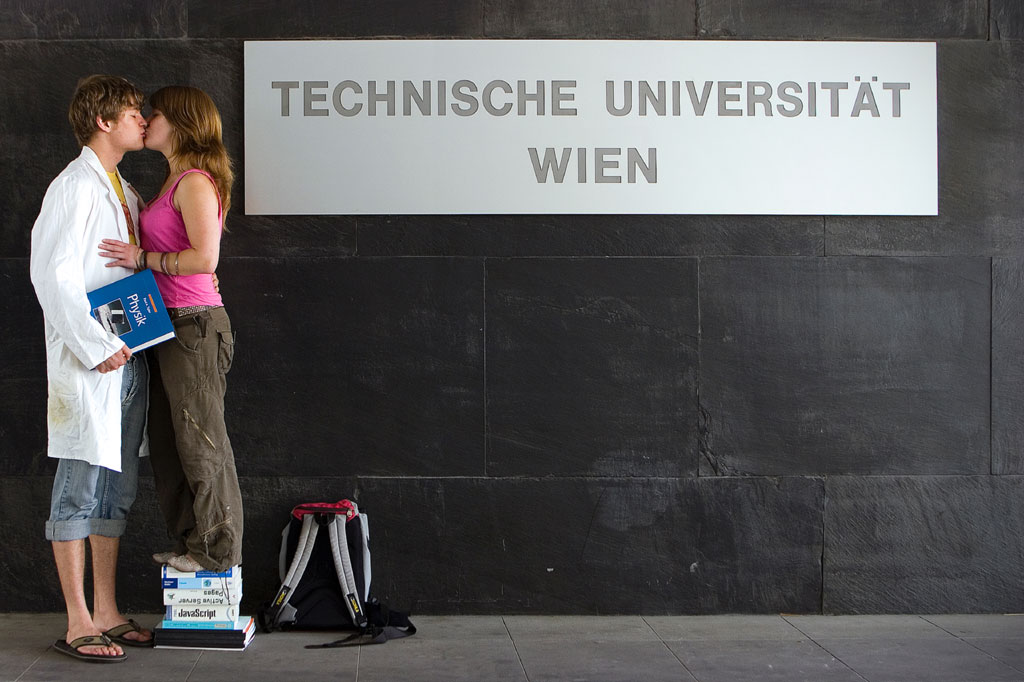 TECHNISCHE UNIVERSITÄT
WIEN
Physik
Active Server
Pages
JavaScript